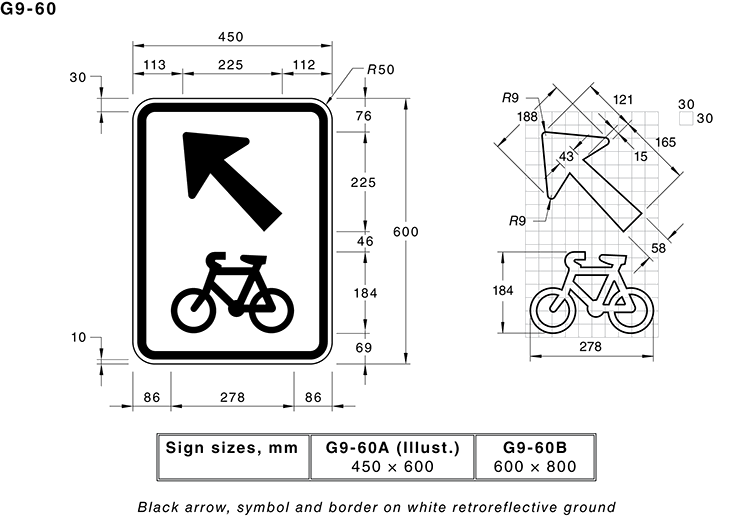 G9-60
450
113 225 112
30
R50
76
225
46
184
69
600
10
86 278 86
R9
188
121
165
30
30
43
15
R9
58
184
278
Sign sizes, mm G9-60A (Illust.) G9-60B
450 × 600 600 × 800
Black arrow, symbol and border on white retroreflective ground